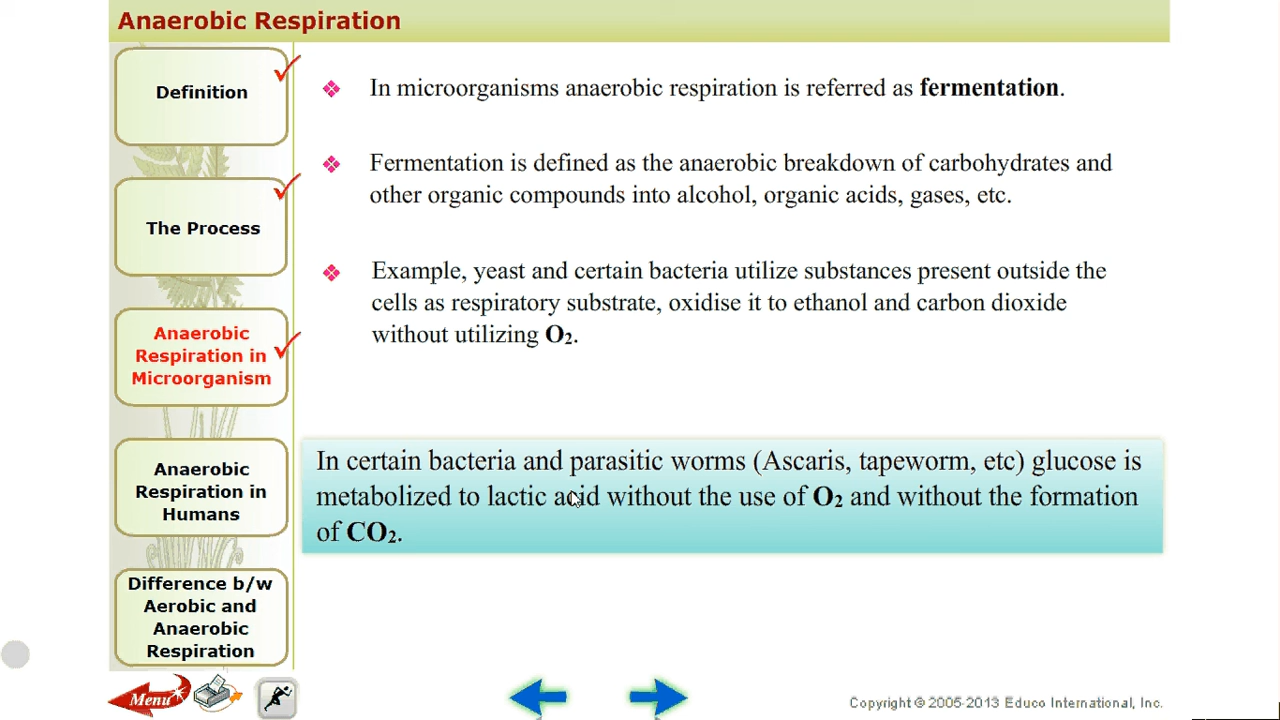 Anaerobic Respiration
Definition
The Process
Anaerobic
Respiration in
Microorganism
Anaerobic
Respiration in
Humans
Difference b/w
Aerobic and
Anaerobic
Respiration
In microorganisms anaerobic respiration is referred as fermentation.
Fermentation is defined as the anaerobic breakdown of carbohydrates and
other organic compounds into alcohol, organic acids, gases, etc.
Example, yeast and certain bacteria utilize substances present outside the
cells as respiratory substrate, oxidise it to ethanol and carbon dioxide
without utilizing O₂.
In certain bacteria and parasitic worms (Ascaris, tapeworm, etc) glucose is
metabolized to lactic acid without the use of O₂ and without the formation
of CO₂.
Menu
Copyright © 2005-2013 Educo International, Inc.